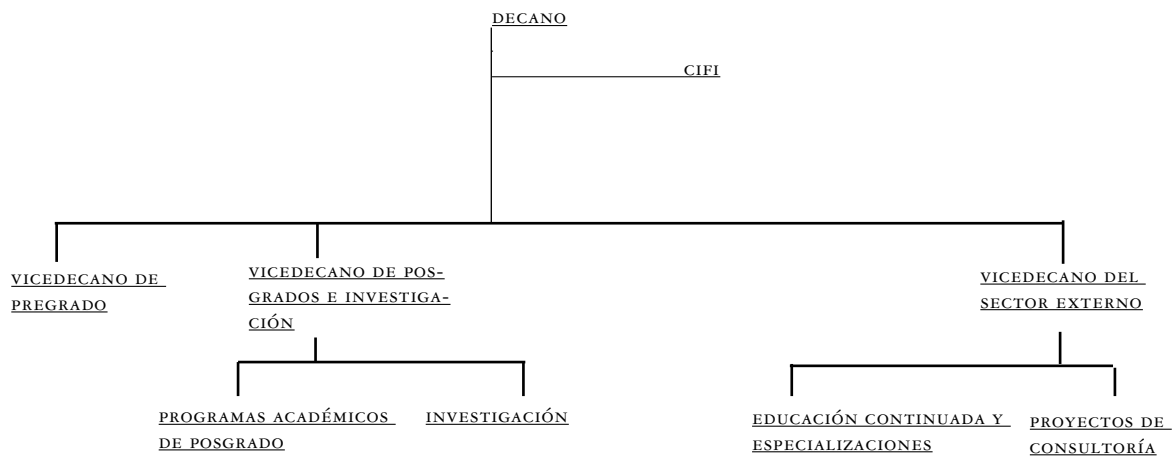 DECANO
CIFI
VICEDECANO DE
PREGRADO
VICEDECANO DE POS-
GRADOS E INVESTIGA-
CIÓN
VICEDECANO DEL
SECTOR EXTERNO
PROGRAMAS ACADÉMICOS
DE POSGRADO
INVESTIGACIÓN
EDUCACIÓN CONTINUADA Y
ESPECIALIZACIONES
PROYECTOS DE
CONSULTORÍA